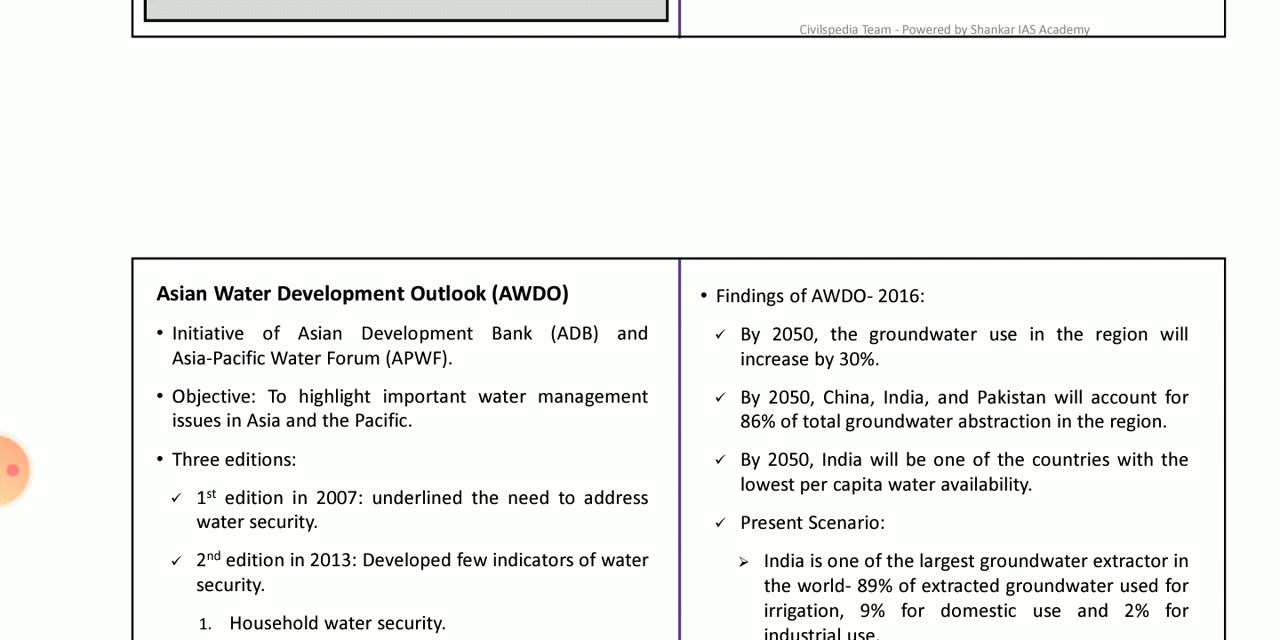 Civilspedia Team - Powered by Shankar IAS Academy
Asian Water Development Outlook (AWDO)
• Initiative of Asian Development Bank (ADB) and
Asia-Pacific Water Forum (APWF).
• Objective: To highlight important water management
issues in Asia and the Pacific.
• Three editions:
✓ 1st edition in 2007: underlined the need to address
water security.
✓ 2nd edition in 2013: Developed few indicators of water
security.
1. Household water security.
• Findings of AWDO- 2016:
✓ By 2050, the groundwater use in the region will
increase by 30%.
✓ By 2050, China, India, and Pakistan will account for
86% of total groundwater abstraction in the region.
✓ By 2050, India will be one of the countries with the
lowest per capita water availability.
✓ Present Scenario:
➢ India is one of the largest groundwater extractor in
the world- 89% of extracted groundwater used for
irrigation, 9% for domestic use and 2% for
industrial use.